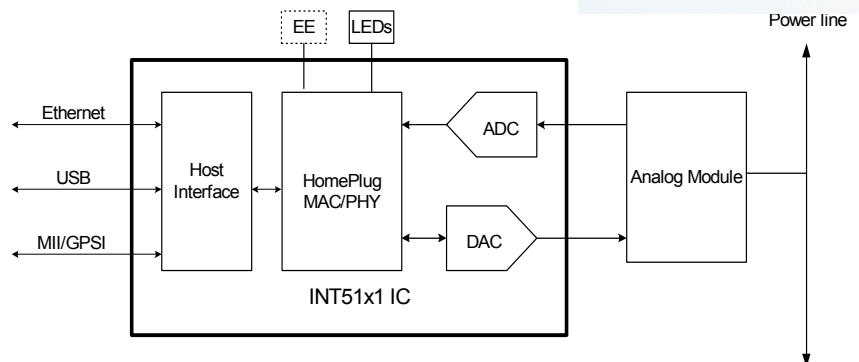 Power line
EE
LEDs
Ethernet
ADC
Host
Interface
HomePlug
MAC/PHY
USB
Analog Module
MII/GPSI
DAC
INT51x1 IC